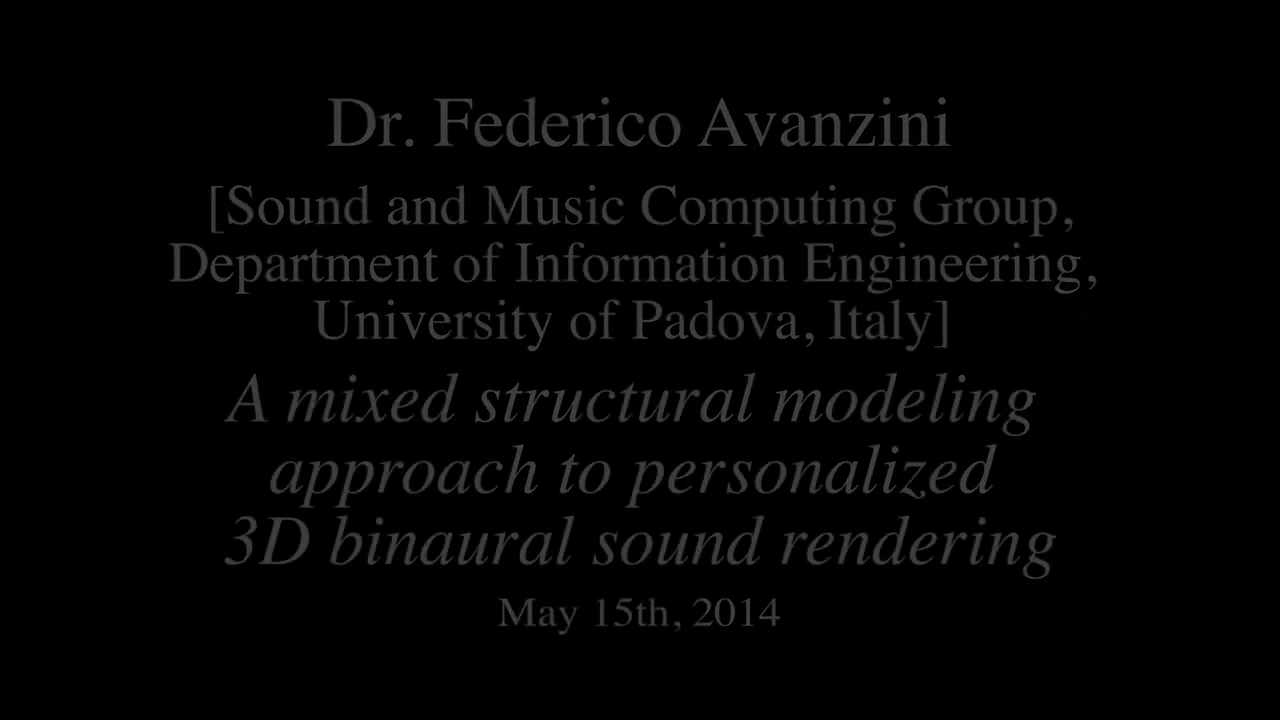 Dr. Federico Avanzini
[Sound and Music Computing Group,
Department of Information Engineering,
University of Padova, Italy]
A mixed structural modeling
approach to personalized
3D binaural sound rendering
May 15th, 2014